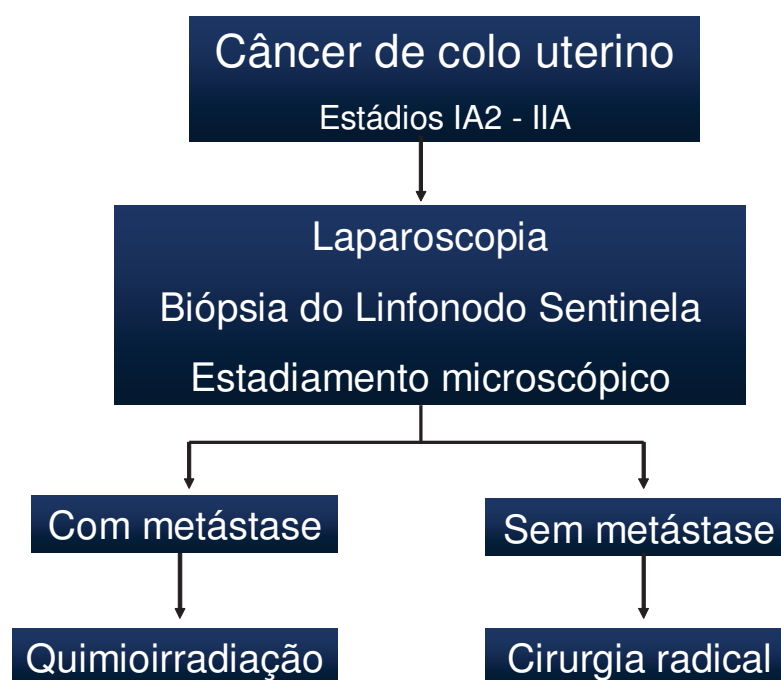 Câncer de colo uterino
Estádios IA2 - IIA
Laparoscopia
Biópsia do Linfonodo Sentinela
Estadiamento microscópico
Com metástase
Sem metástase
Quimioirradiação
Cirurgia radical